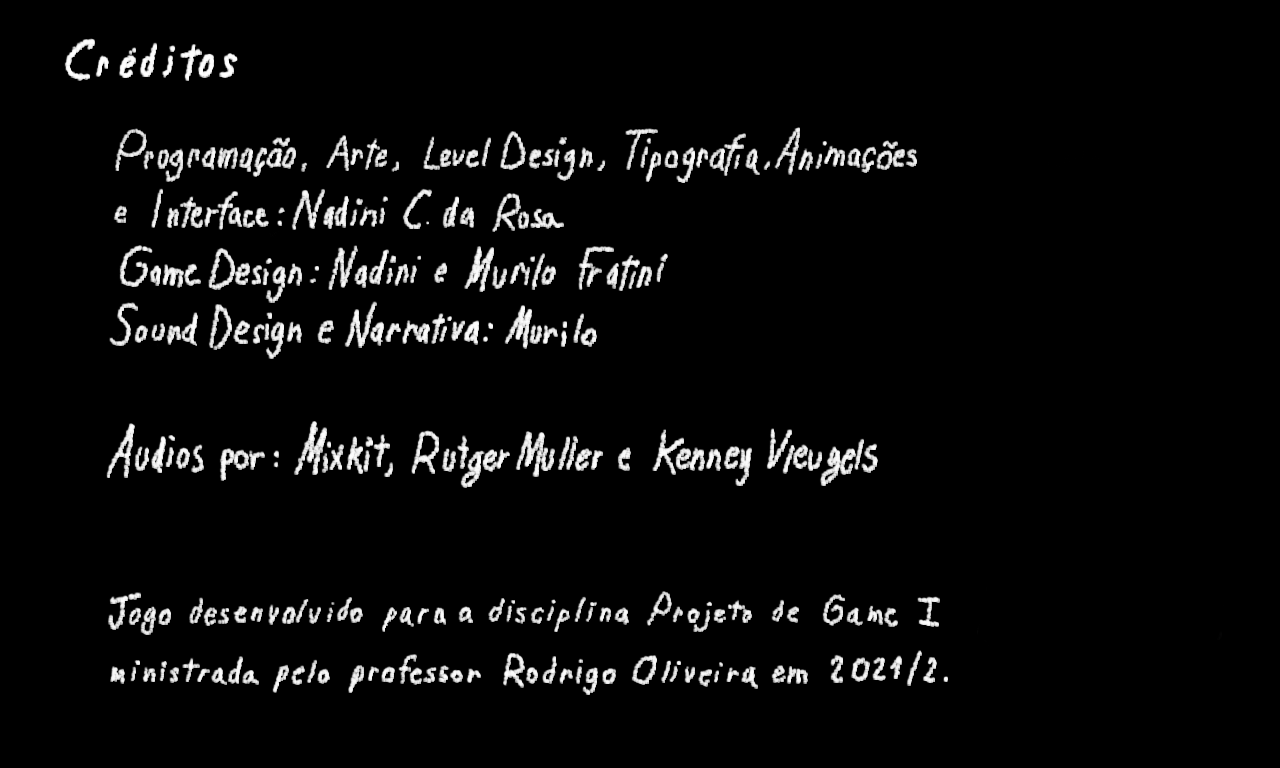 Créditos
Programação, Arte, Level Design, Tipografia, Animações
e Interface: Nadini C. da Rosa
Game Design: Nadini e Murilo Fratini
Sound Design e Narrativa: Murilo
Audios por: Mixkit, Rutger Muller e Kenney Vleugels
Jogo desenvolvido para a disciplina Projeto de Game I
ministrada pelo professor Rodrigo Oliveira em 2021/2.